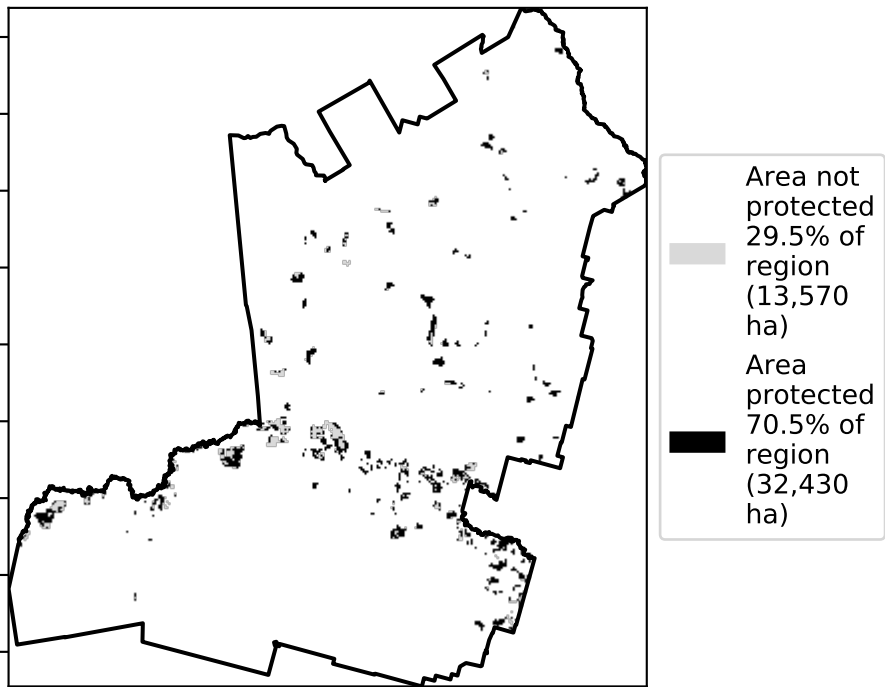 Area not
protected
29.5% of
region
(13,570
ha)
Area
protected
70.5% of
region
(32,430
ha)